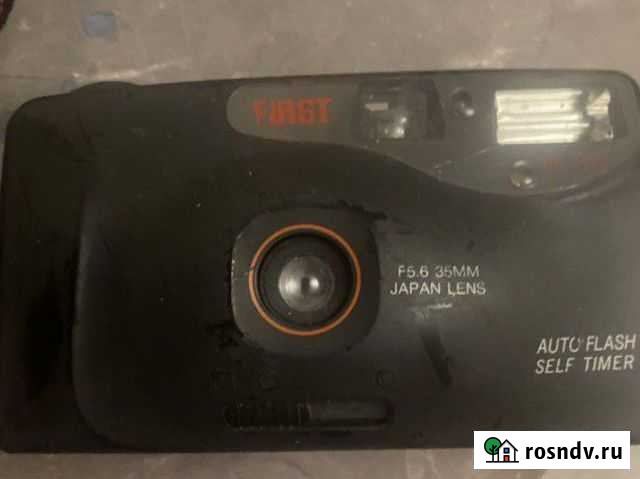 FIRST
F5.6 35MM
JAPAN LENS
AUTO FLASH
SELF TIMER
rosndv.ru